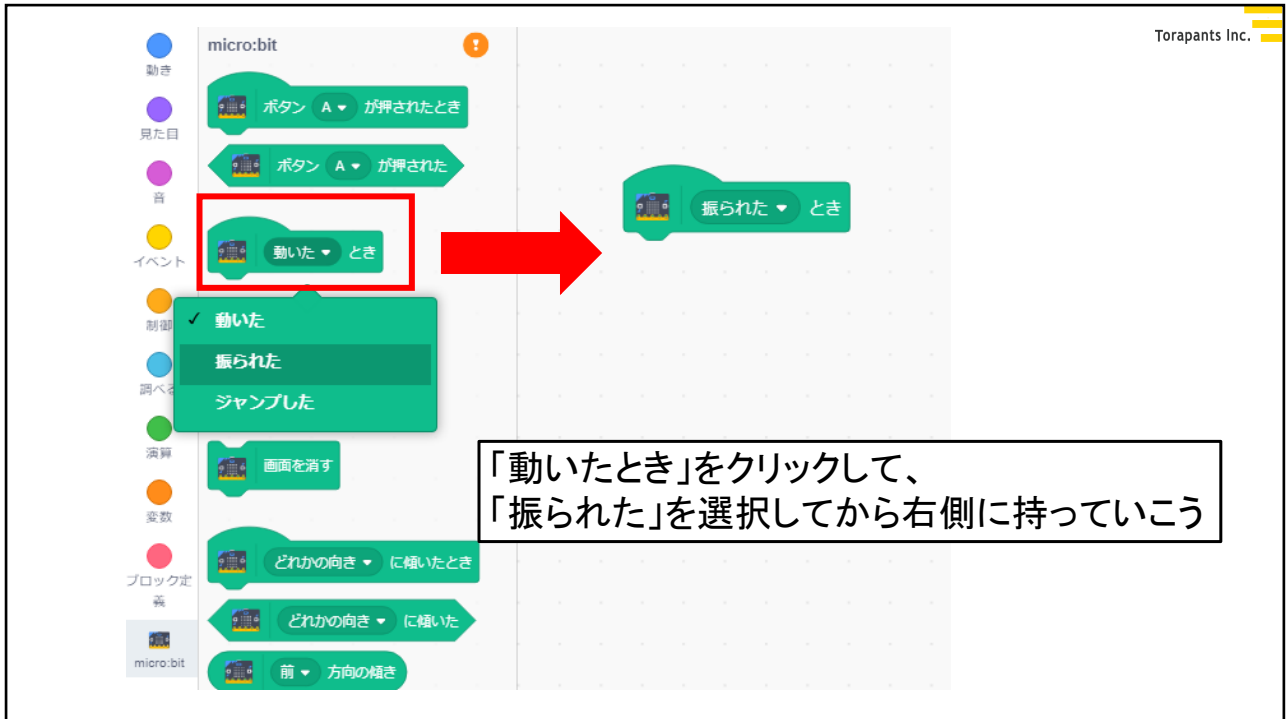 Torapants Inc.
micro:bit
動き
見た目
音
イベント
制御
調べる
演算
変数
ブロック定
義
micro:bit
ボタン A が押されたとき
ボタン A が押された
動いた とき
✓ 動いた
振られた
ジャンプした
画面を消す
どれかの向き に傾いたとき
どれかの向き に傾いた
前 方向の傾き
振られた とき
「動いたとき」をクリックして、
「振られた」を選択してから右側に持っていこう